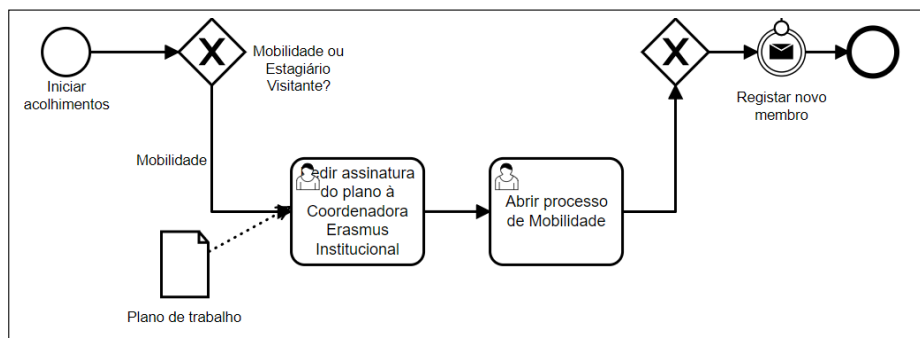 Iniciar
acolhimentos
Mobilidade ou
Estagiário
Visitante?
Mobilidade
edir assinatura
do plano à
Coordenadora
Erasmus
Institucional
Abrir processo
de Mobilidade
Registar novo
membro
Plano de trabalho